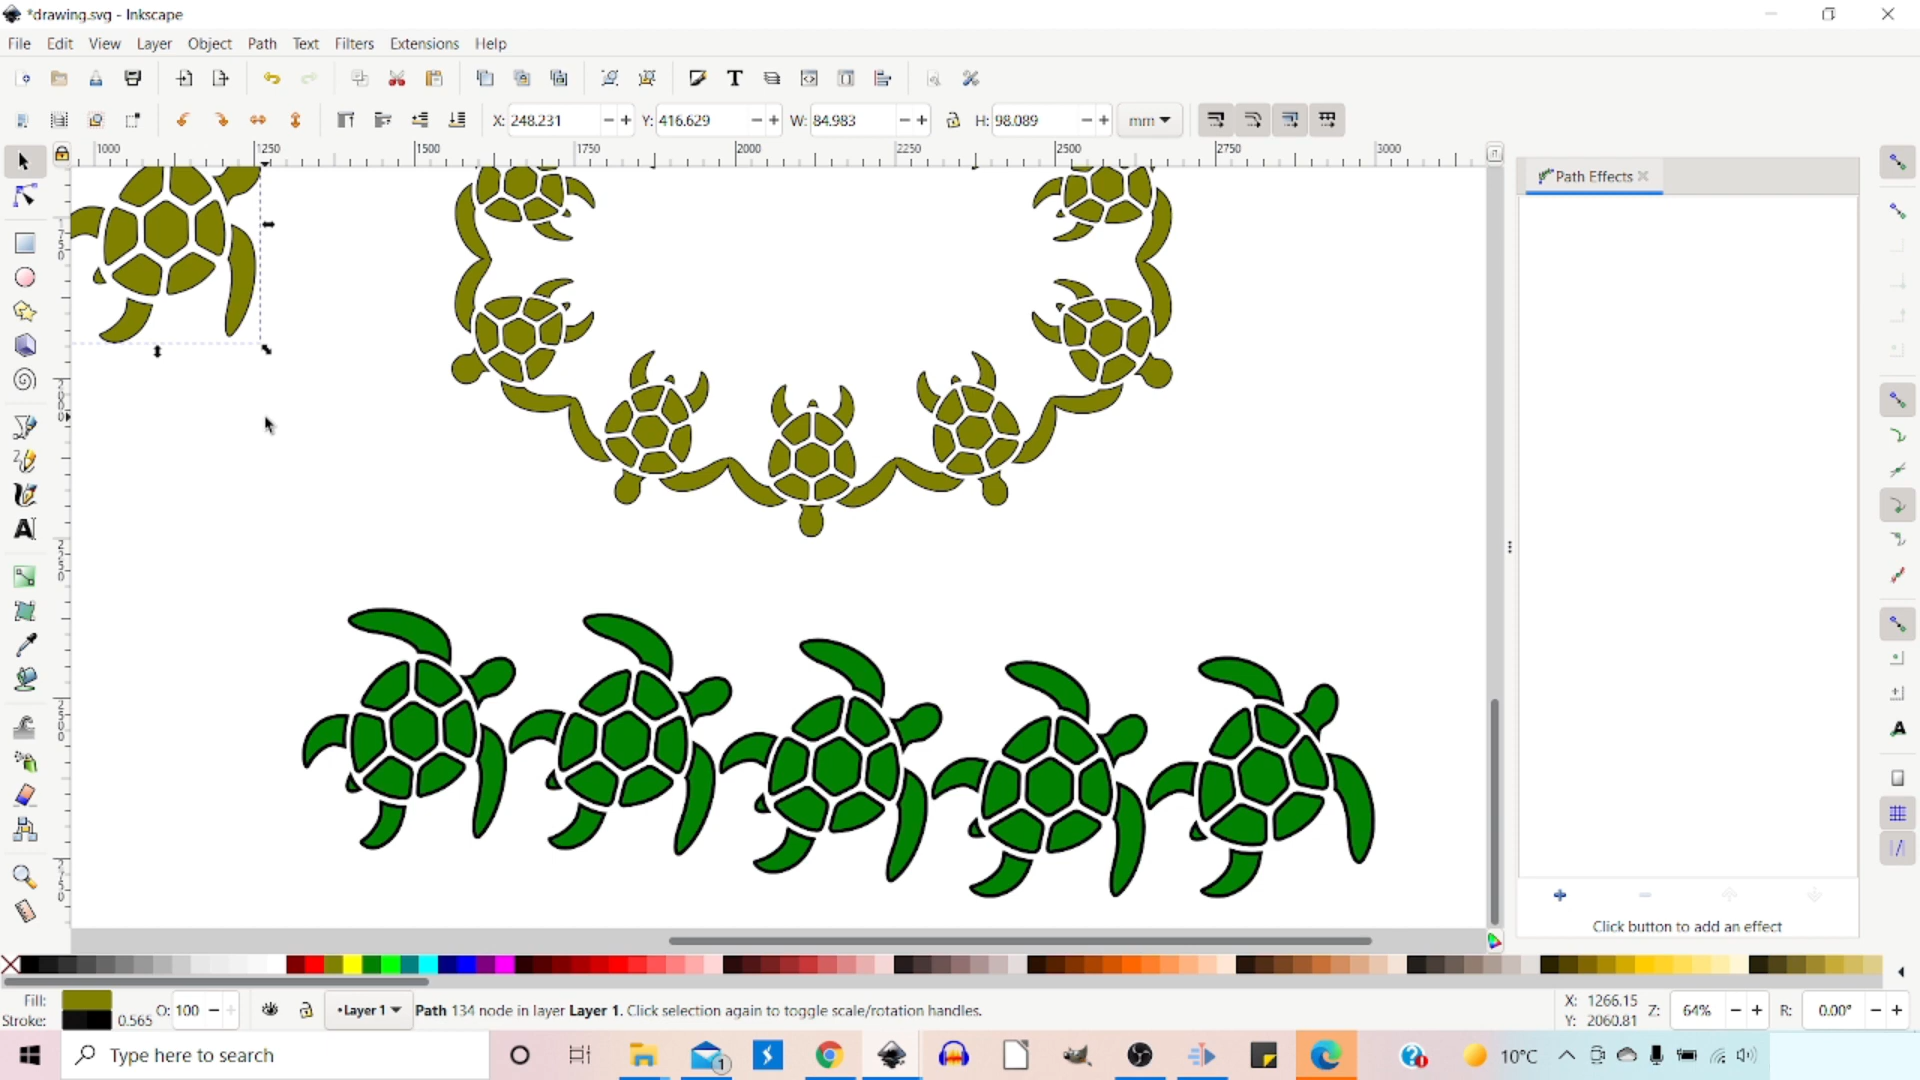 *drawing.svg - Inkscape
File Edit View Layer Object Path Text Filters Extensions Help
X: 248.231 Y: 416.629 W: 84.983 H: 98.089 mm
1000 1250 1500 1750 2000 2250 2500 2750 3000
Path Effects
Click button to add an effect
Fill: O: 100 •Layer 1 Path 134 node in layer Layer 1. Click selection again to toggle scale/rotation handles. X: 1266.15 Z: 64% R: 0.00°
Stroke: 0.565 Y: 2060.81
Type here to search 1 10°C